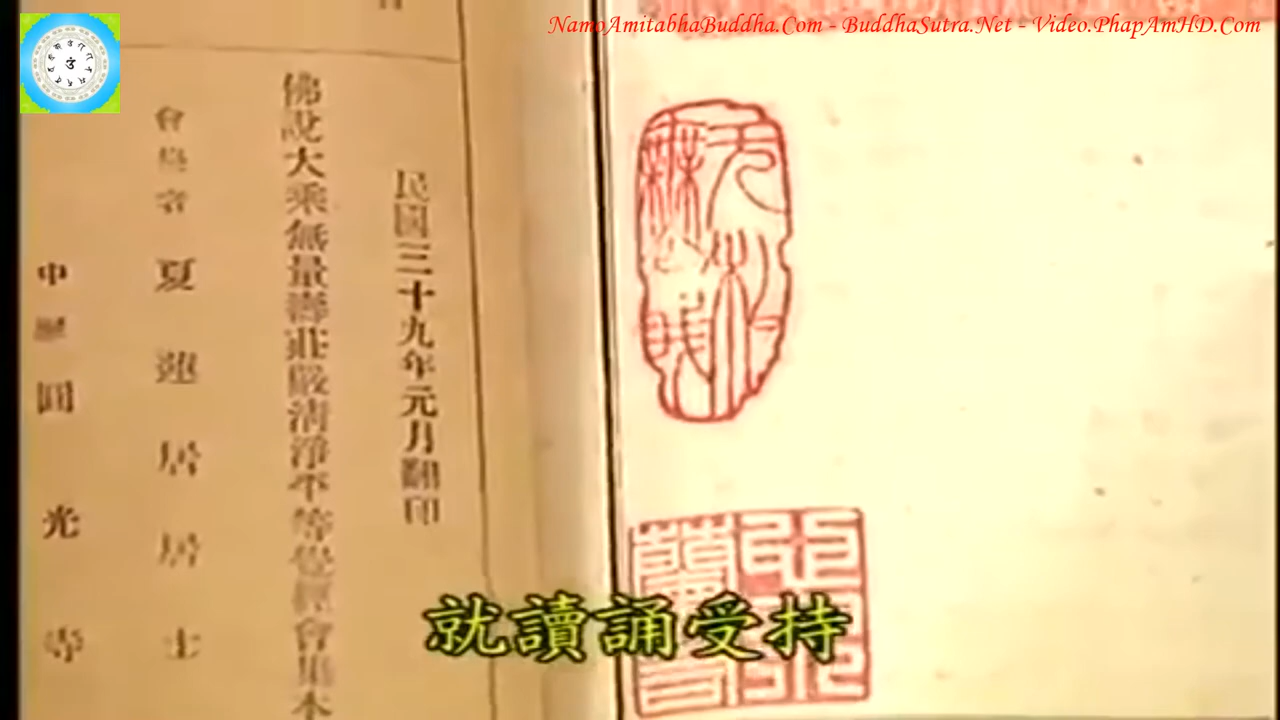 NamoAmitabhaBuddha.Com - BuddhaSutra.Net - Video.PhapAmHD.Com
民國三十九年元月翻印
佛說大乘無量壽莊嚴清淨平等覺經會集本
會集者 夏蓮居居士
中壢圓光寺
就讀誦受持